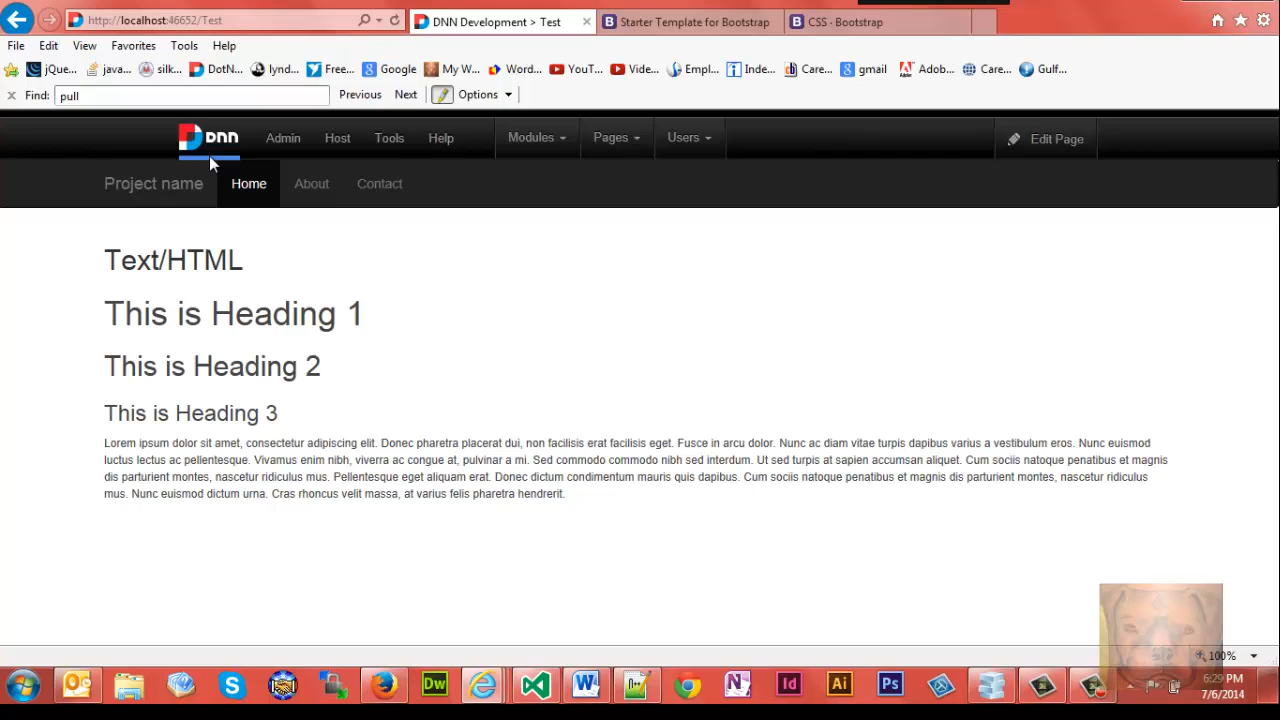 http://localhost:46652/Test
DNN Development > Test
Starter Template for Bootstrap
CSS - Bootstrap
File Edit View Favorites Tools Help
jQue... java... silk... DotN... lynd... Free... Google My W... Word... YouT... Vide... Empl... Inde... Care... gmail Adob... Care... Gulf...
Find: pull Previous Next Options
DNN Admin Host Tools Help Modules Pages Users Edit Page
Project name Home About Contact
Text/HTML
This is Heading 1
This is Heading 2
This is Heading 3
Lorem ipsum dolor sit amet, consectetur adipiscing elit. Donec pharetra placerat dui, non facilisis erat facilisis eget. Fusce in arcu dolor. Nunc ac diam vitae turpis dapibus varius a vestibulum eros. Nunc euismod
luctus lectus ac pellentesque. Vivamus enim nibh, viverra ac congue at, pulvinar a mi. Sed commodo commodo nibh sed interdum. Ut sed turpis at sapien accumsan aliquet. Cum sociis natoque penatibus et magnis
dis parturient montes, nascetur ridiculus mus. Pellentesque eget aliquam erat. Donec dictum condimentum mauris quis dapibus. Cum sociis natoque penatibus et magnis dis parturient montes, nascetur ridiculus
mus. Nunc euismod dictum urna. Cras rhoncus velit massa, at varius felis pharetra hendrerit.
100%
Dw Id Ai Ps
6:29 PM
7/6/2014